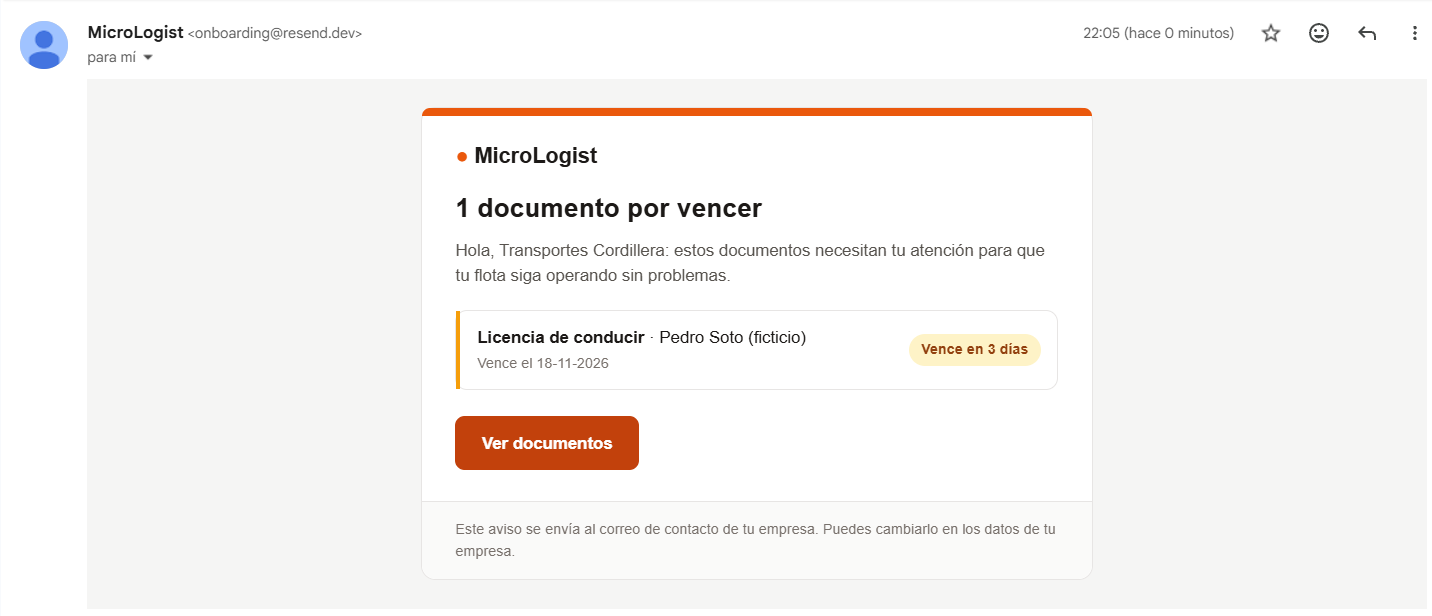 MicroLogist <onboarding@resend.dev>
22:05 (hace 0 minutos)
para mí
MicroLogist
1 documento por vencer
Hola, Transportes Cordillera: estos documentos necesitan tu atención para que
tu flota siga operando sin problemas.
Licencia de conducir · Pedro Soto (ficticio)
Vence el 18-11-2026
Vence en 3 días
Ver documentos
Este aviso se envía al correo de contacto de tu empresa. Puedes cambiarlo en los datos de tu
empresa.